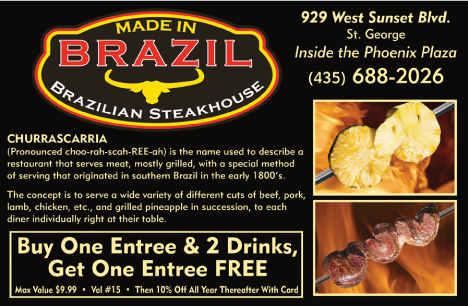 MADE IN
BRAZIL
BRAZILIAN STEAKHOUSE
929 West Sunset Blvd.
St. George
Inside the Phoenix Plaza
(435) 688-2026
CHURRASCARRIA
(Pronounced choo-rah-scah-REE-ah) is the name used to describe a
restaurant that serves meat, mostly grilled, with a special method
of serving that originated in southern Brazil in the early 1800's.
The concept is to serve a wide variety of different cuts of beef, pork,
lamb, chicken, etc., and grilled pineapple in succession, to each
diner individually right at their table.
Buy One Entree & 2 Drinks,
Get One Entree FREE
Max Value $9.99 • Val #15 • Then 10% Off All Year Thereafter With Card